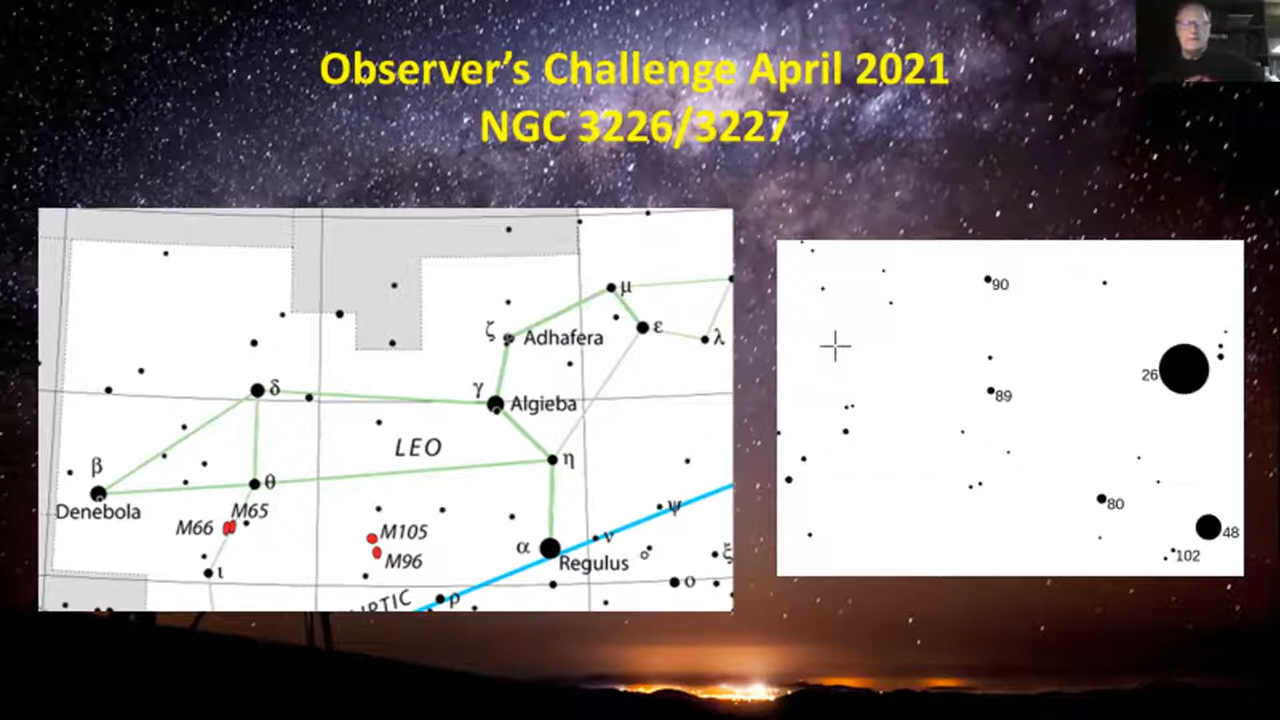 Observer's Challenge April 2021
NGC 3226/3227
μ
ζ
Adhafera
ε
λ
δ
γ
Algieba
LEO
β
η
θ
Denebola
M65
M66
ψ
M105
ν
M96
α
Regulus
ξ
ι
ο
ρ
90
26
89
80
48
102